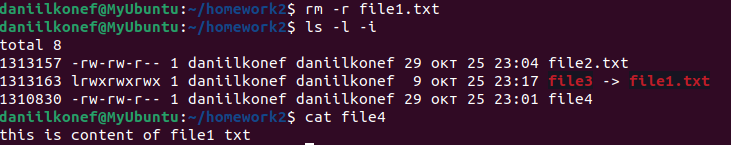 daniilkonef@MyUbuntu:~/homework2$ rm -r file1.txt
daniilkonef@MyUbuntu:~/homework2$ ls -l -i
total 8
1313157 -rw-rw-r-- 1 daniilkonef daniilkonef 29 окт 25 23:04 file2.txt
1313163 lrwxrwxrwx 1 daniilkonef daniilkonef  9 окт 25 23:17 file3 -> file1.txt
1310830 -rw-rw-r-- 1 daniilkonef daniilkonef 29 окт 25 23:01 file4
daniilkonef@MyUbuntu:~/homework2$ cat file4
this is content of file1 txt